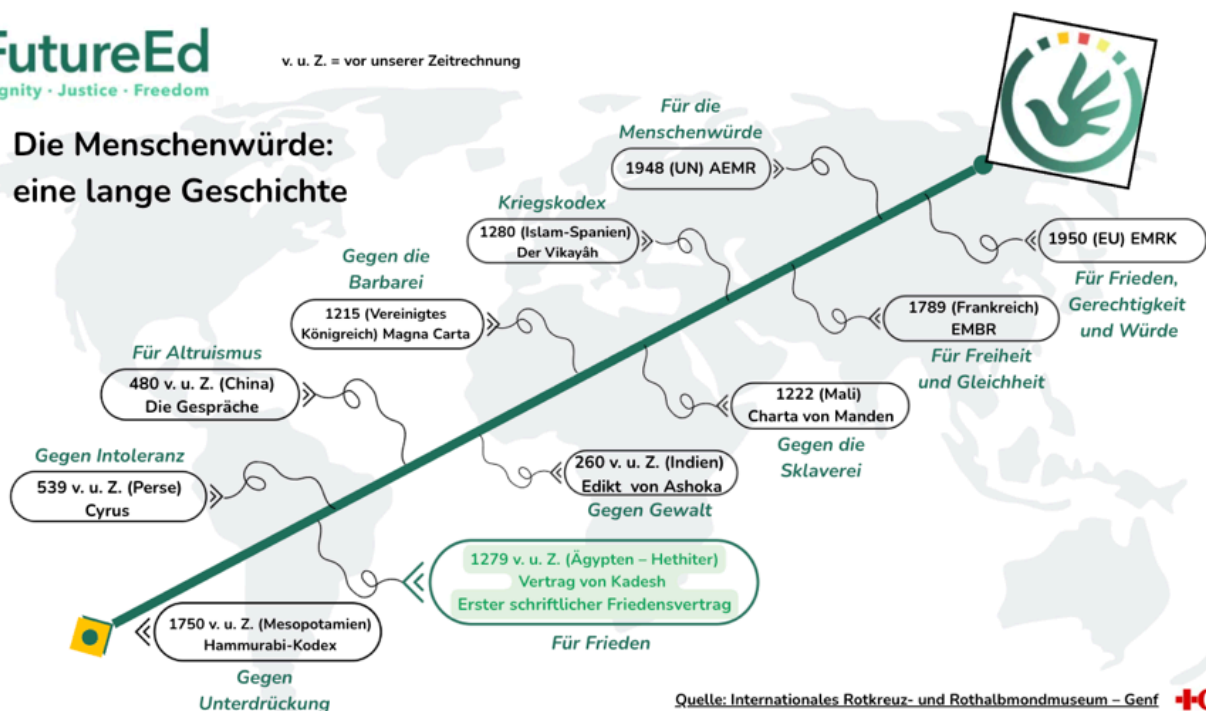 FutureEd
ignity · Justice · Freedom
v. u. Z. = vor unserer Zeitrechnung
Die Menschenwürde:
eine lange Geschichte
Für die
Menschenwürde
1948 (UN) AEMR
Kriegskodex
1280 (Islam-Spanien)
Der Vikayâh
1950 (EU) EMRK
Für Frieden,
Gerechtigkeit
und Würde
Gegen die
Barbarei
1215 (Vereinigtes
Königreich) Magna Carta
1789 (Frankreich)
EMBR
Für Freiheit
und Gleichheit
Für Altruismus
480 v. u. Z. (China)
Die Gespräche
1222 (Mali)
Charta von Manden
Gegen die
Sklaverei
Gegen Intoleranz
539 v. u. Z. (Perse)
Cyrus
260 v. u. Z. (Indien)
Edikt von Ashoka
Gegen Gewalt
1279 v. u. Z. (Ägypten – Hethiter)
Vertrag von Kadesh
Erster schriftlicher Friedensvertrag
Für Frieden
1750 v. u. Z. (Mesopotamien)
Hammurabi-Kodex
Gegen
Unterdrückung
Quelle: Internationales Rotkreuz- und Rothalbmondmuseum – Genf